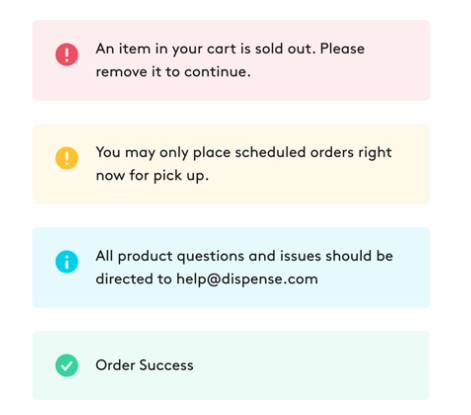 An item in your cart is sold out. Please
remove it to continue.
You may only place scheduled orders right
now for pick up.
All product questions and issues should be
directed to help@dispense.com
Order Success